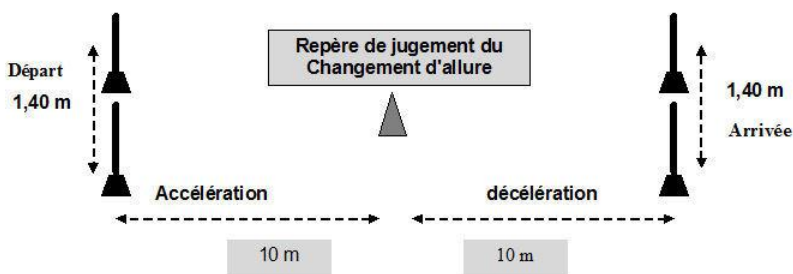 Repère de jugement du
Changement d'allure
Départ
1,40 m
1,40 m
Arrivée
Accélération
décélération
10 m
10 m